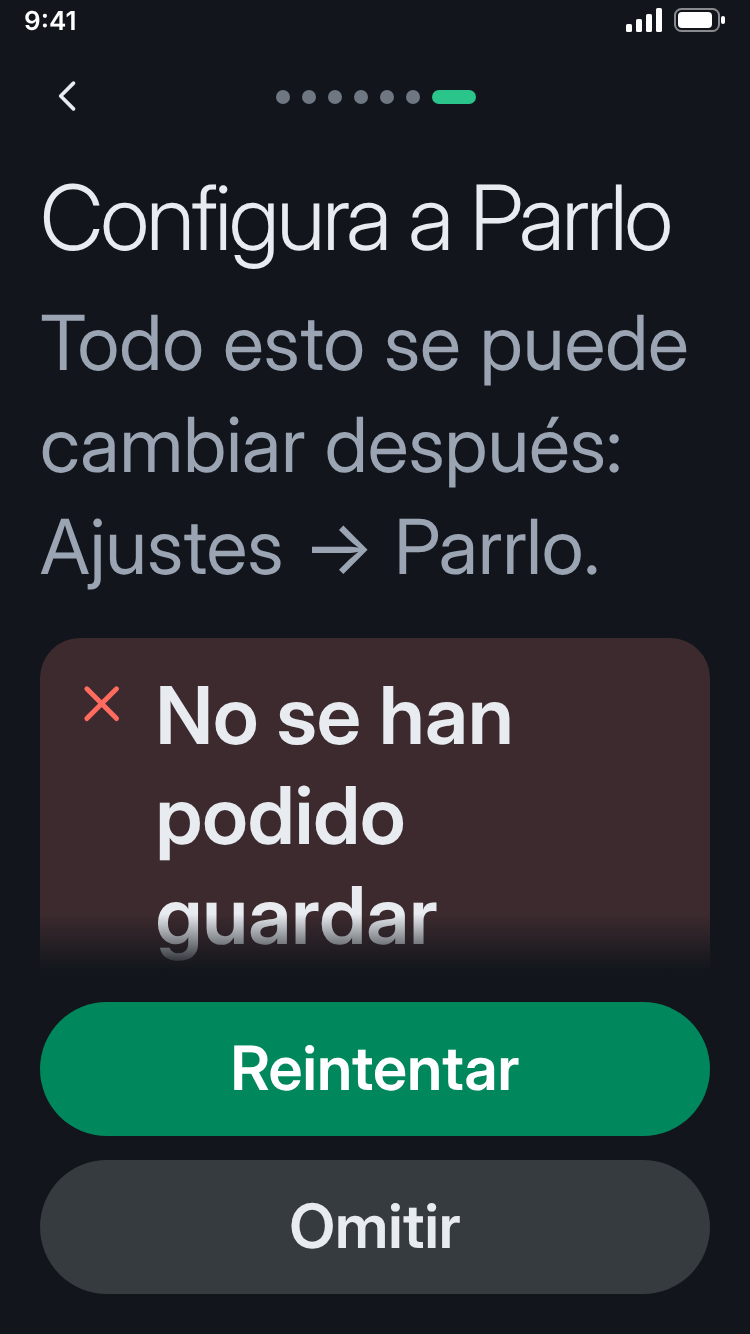 9:41
Configura a Parrlo
Todo esto se puede
cambiar después:
Ajustes → Parrlo.
No se han
podido
guardar
Reintentar
Omitir